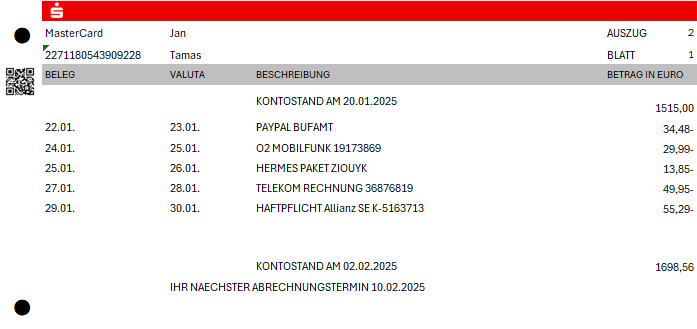 MasterCard Jan AUSZUG 2
2271180543909228 Tamas BLATT 1
BELEG VALUTA BESCHREIBUNG BETRAG IN EURO
KONTOSTAND AM 20.01.2025 1515,00
22.01. 23.01. PAYPAL BUFAMT 34,48-
24.01. 25.01. O2 MOBILFUNK 19173869 29,99-
25.01. 26.01. HERMES PAKET ZIOUYK 13,85-
27.01. 28.01. TELEKOM RECHNUNG 36876819 49,95-
29.01. 30.01. HAFTPFLICHT Allianz SE K-5163713 55,29-
KONTOSTAND AM 02.02.2025 1698,56
IHR NAECHSTER ABRECHNUNGSTERMIN 10.02.2025